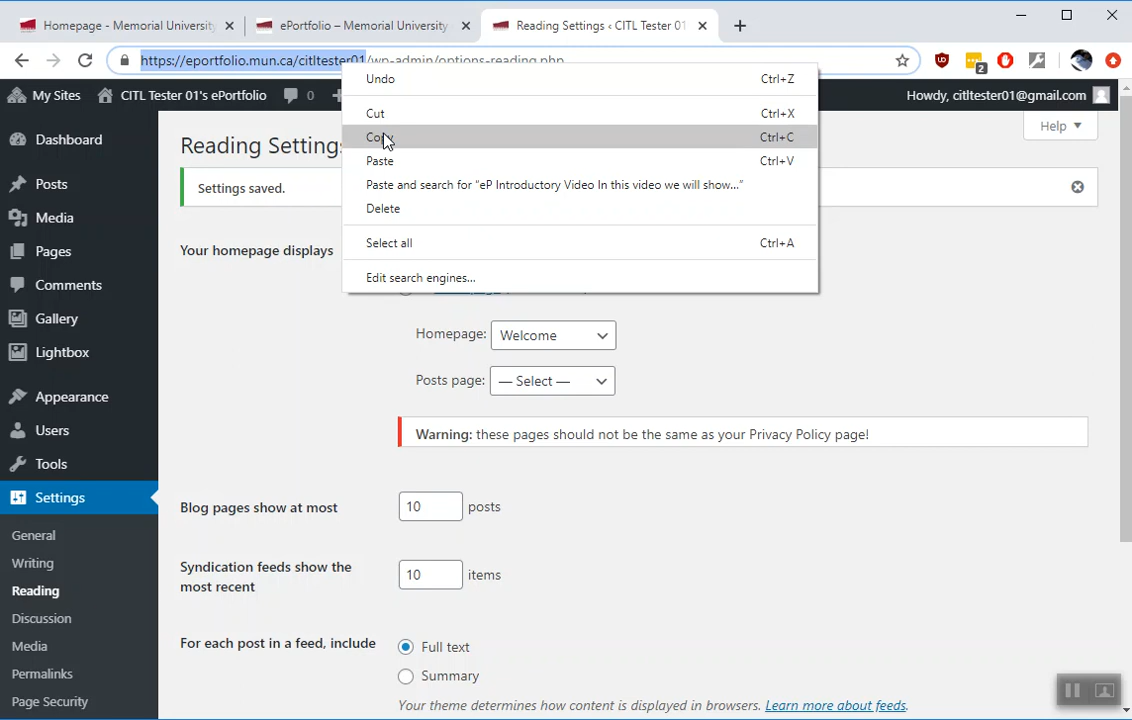 Homepage - Memorial University
ePortfolio – Memorial University
Reading Settings ‹ CITL Tester 01
https://eportfolio.mun.ca/citltester01/wp-admin/options-reading.php
2
My Sites
CITL Tester 01's ePortfolio
0
Howdy, citltester01@gmail.com
Undo Ctrl+Z
Cut Ctrl+X
Copy Ctrl+C
Paste Ctrl+V
Paste and search for “eP Introductory Video In this video we will show...”
Delete
Select all Ctrl+A
Edit search engines...
Help
Reading Settings
Settings saved.
Dashboard
Posts
Media
Pages
Comments
Gallery
Lightbox
Appearance
Users
Tools
Settings
General
Writing
Reading
Discussion
Media
Permalinks
Page Security
Your homepage displays
Homepage: Welcome
Posts page: — Select —
Warning: these pages should not be the same as your Privacy Policy page!
Blog pages show at most 10 posts
Syndication feeds show the
most recent
10 items
For each post in a feed, include
Full text
Summary
Your theme determines how content is displayed in browsers. Learn more about feeds.